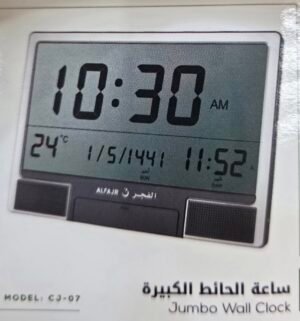 10:30 AM
24°C 1/5/1441 11:52
ALFAJR الفجر
ساعة الحائط الكبيرة
MODEL: CJ-07
Jumbo Wall Clock